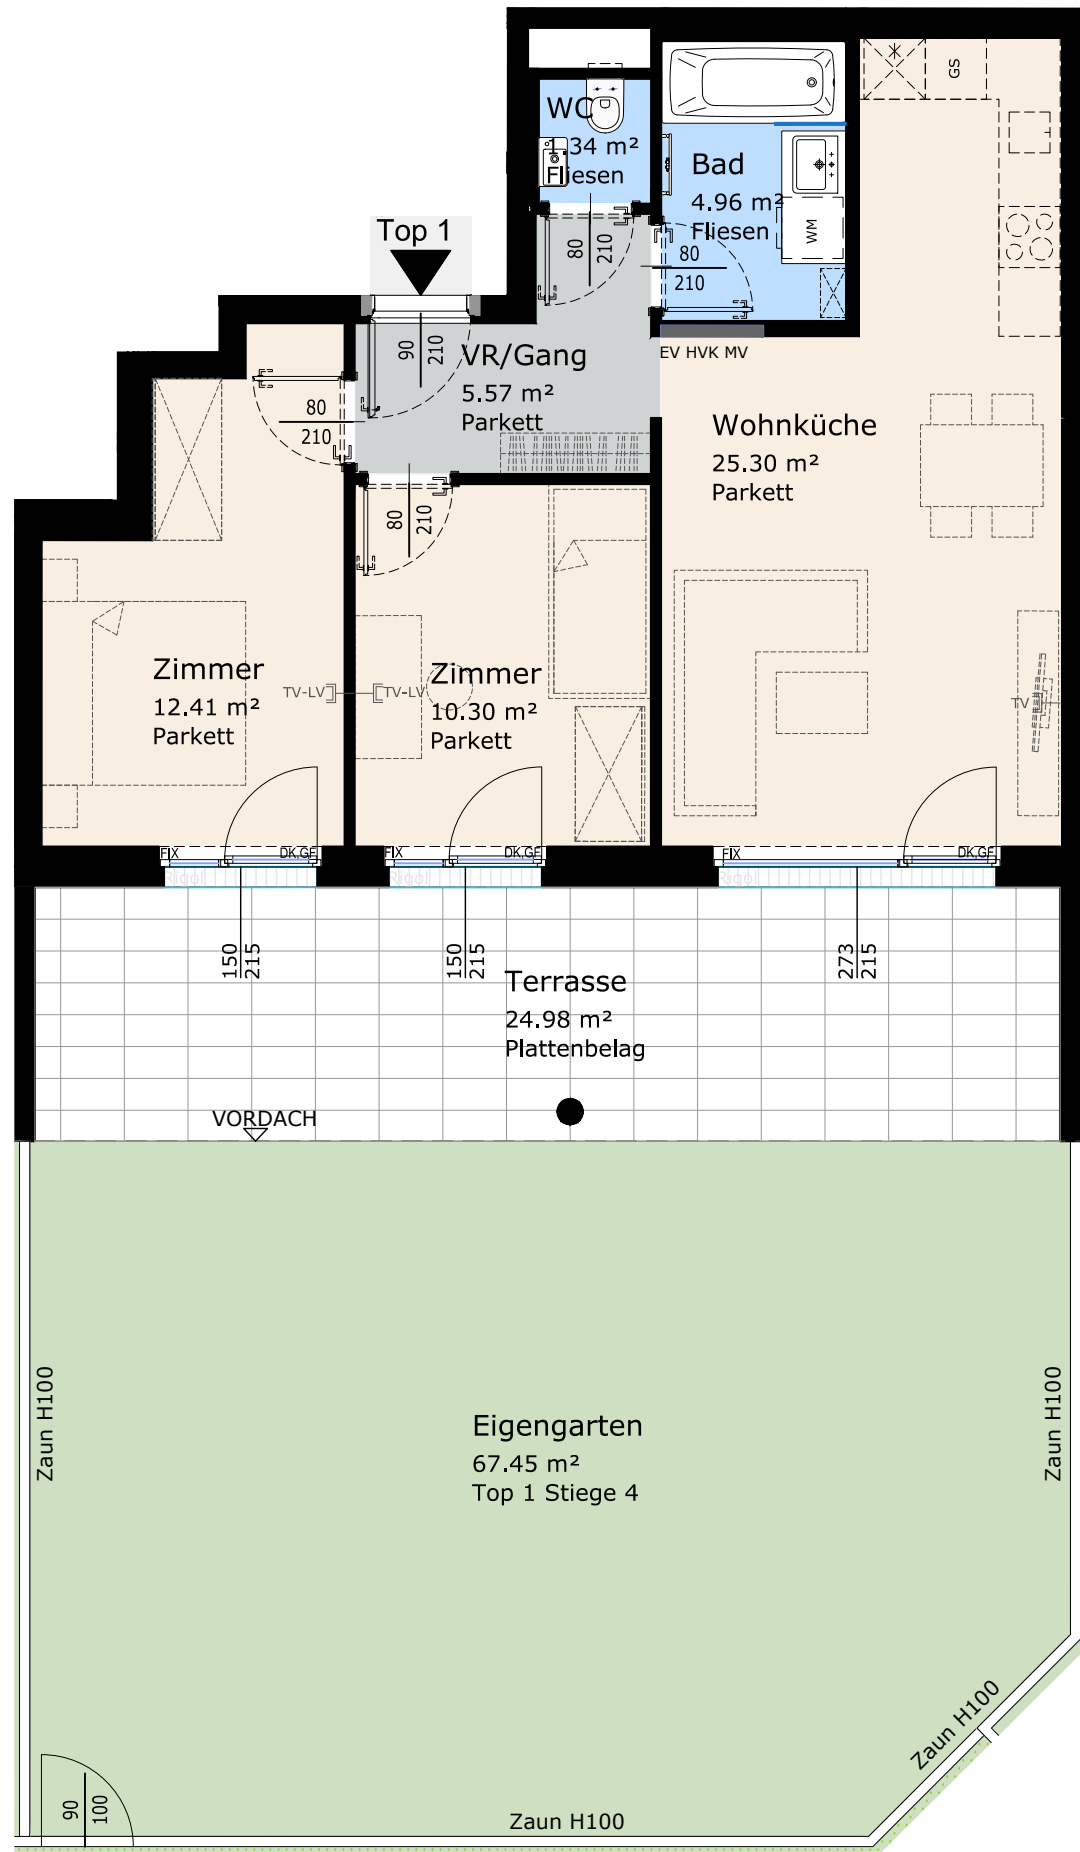 GS
WC
1.34 m²
Fliesen
Bad
4.96 m²
Fliesen
WM
Top 1
80
210
80
210
90
210
VR/Gang
5.57 m²
Parkett
EV HVK MV
80
210
80
210
Wohnküche
25.30 m²
Parkett
Zimmer
12.41 m²
Parkett
TV-LV
TV-LV
Zimmer
10.30 m²
Parkett
TV
FIX
DK,GF
FIX
DK,GF
FIX
DK,GF
Rigol
Rigol
Rigol
150
215
150
215
273
215
Terrasse
24.98 m²
Plattenbelag
VORDACH
Zaun H100
Zaun H100
Eigengarten
67.45 m²
Top 1 Stiege 4
Zaun H100
90
100
Zaun H100